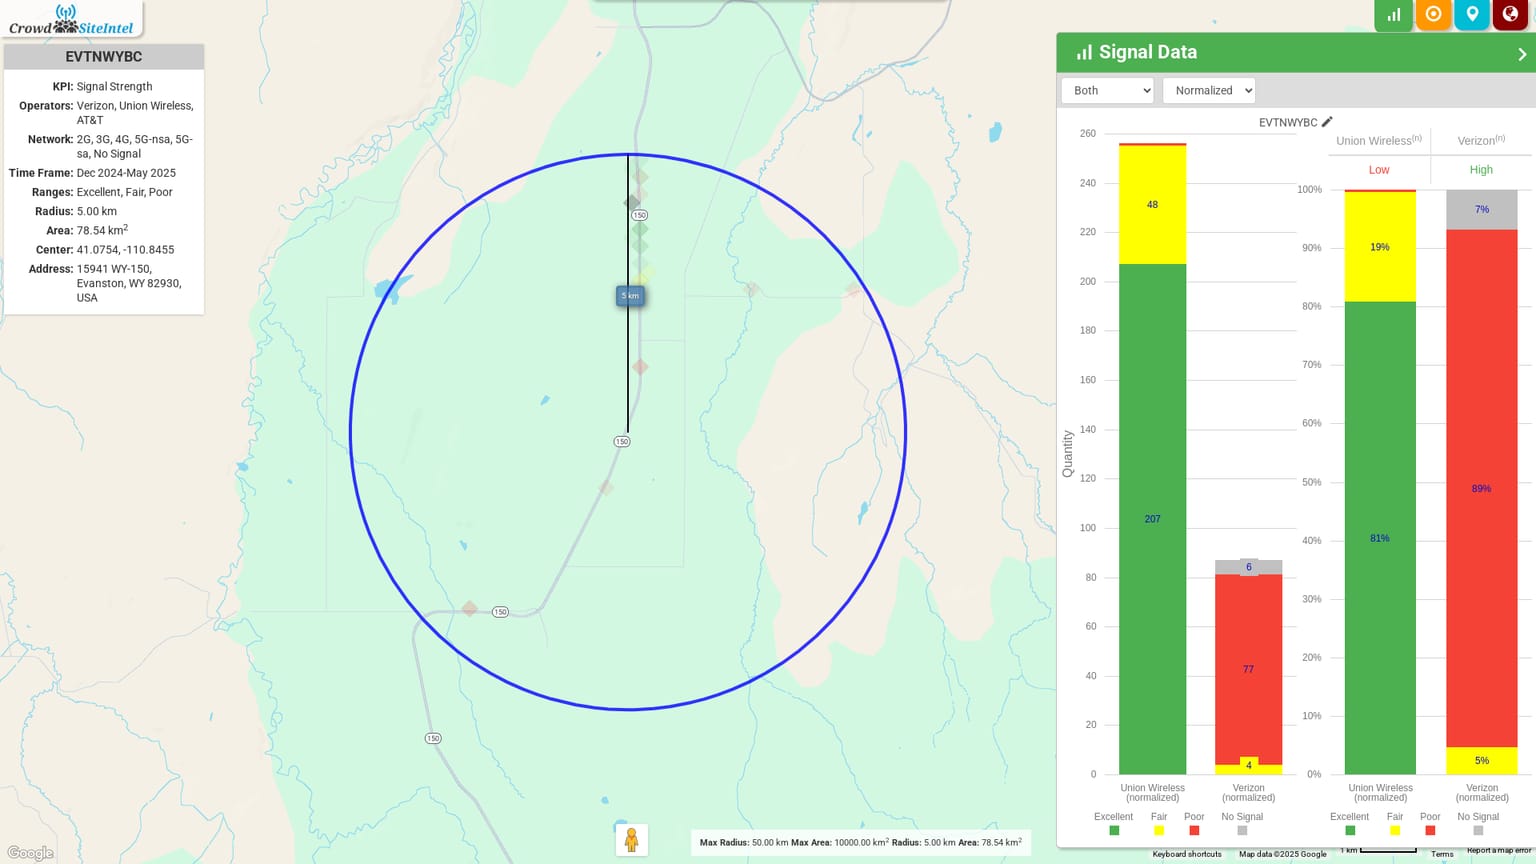 CrowdSiteIntel
EVTNWYBC
KPI: Signal Strength
Operators: Verizon, Union Wireless,
AT&T
Network: 2G, 3G, 4G, 5G-nsa, 5G-
sa, No Signal
Time Frame: Dec 2024-May 2025
Ranges: Excellent, Fair, Poor
Radius: 5.00 km
Area: 78.54 km²
Center: 41.0754, -110.8455
Address: 15941 WY-150,
Evanston, WY 82930,
USA
150
5 km
150
150
150
Google
Max Radius: 50.00 km Max Area: 10000.00 km² Radius: 5.00 km Area: 78.54 km²
Signal Data
Both
Normalized
EVTNWYBC
Quantity
260
240
220
200
180
160
140
120
100
80
60
40
20
0
48
207
6
77
4
Union Wireless
(normalized)
Verizon
(normalized)
Excellent
Fair
Poor
No Signal
Union Wireless(n)
Verizon(n)
Low
High
100%
90%
80%
70%
60%
50%
40%
30%
20%
10%
0%
19%
81%
7%
89%
5%
Union Wireless
(normalized)
Verizon
(normalized)
Excellent
Fair
Poor
No Signal
Keyboard shortcuts
Map data ©2025 Google
1 km
Terms
Report a map error